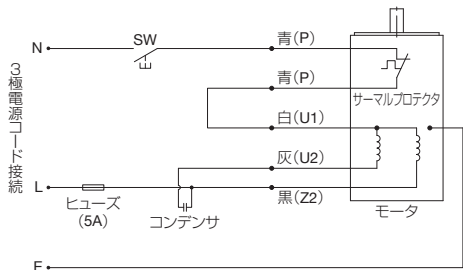 N
SW
青(P)
青(P)
サーマルプロテクタ
白(U1)
3極電源コード接続
灰(U2)
L
ヒューズ
(5A)
コンデンサ
黒(Z2)
モータ
E